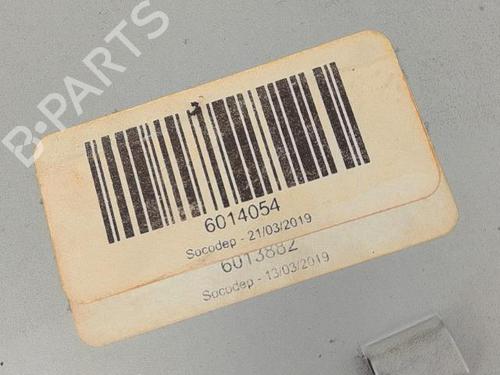 B-PARTS
6014054
Socodep - 21/03/2019
6013882
Socodep - 13/03/2019